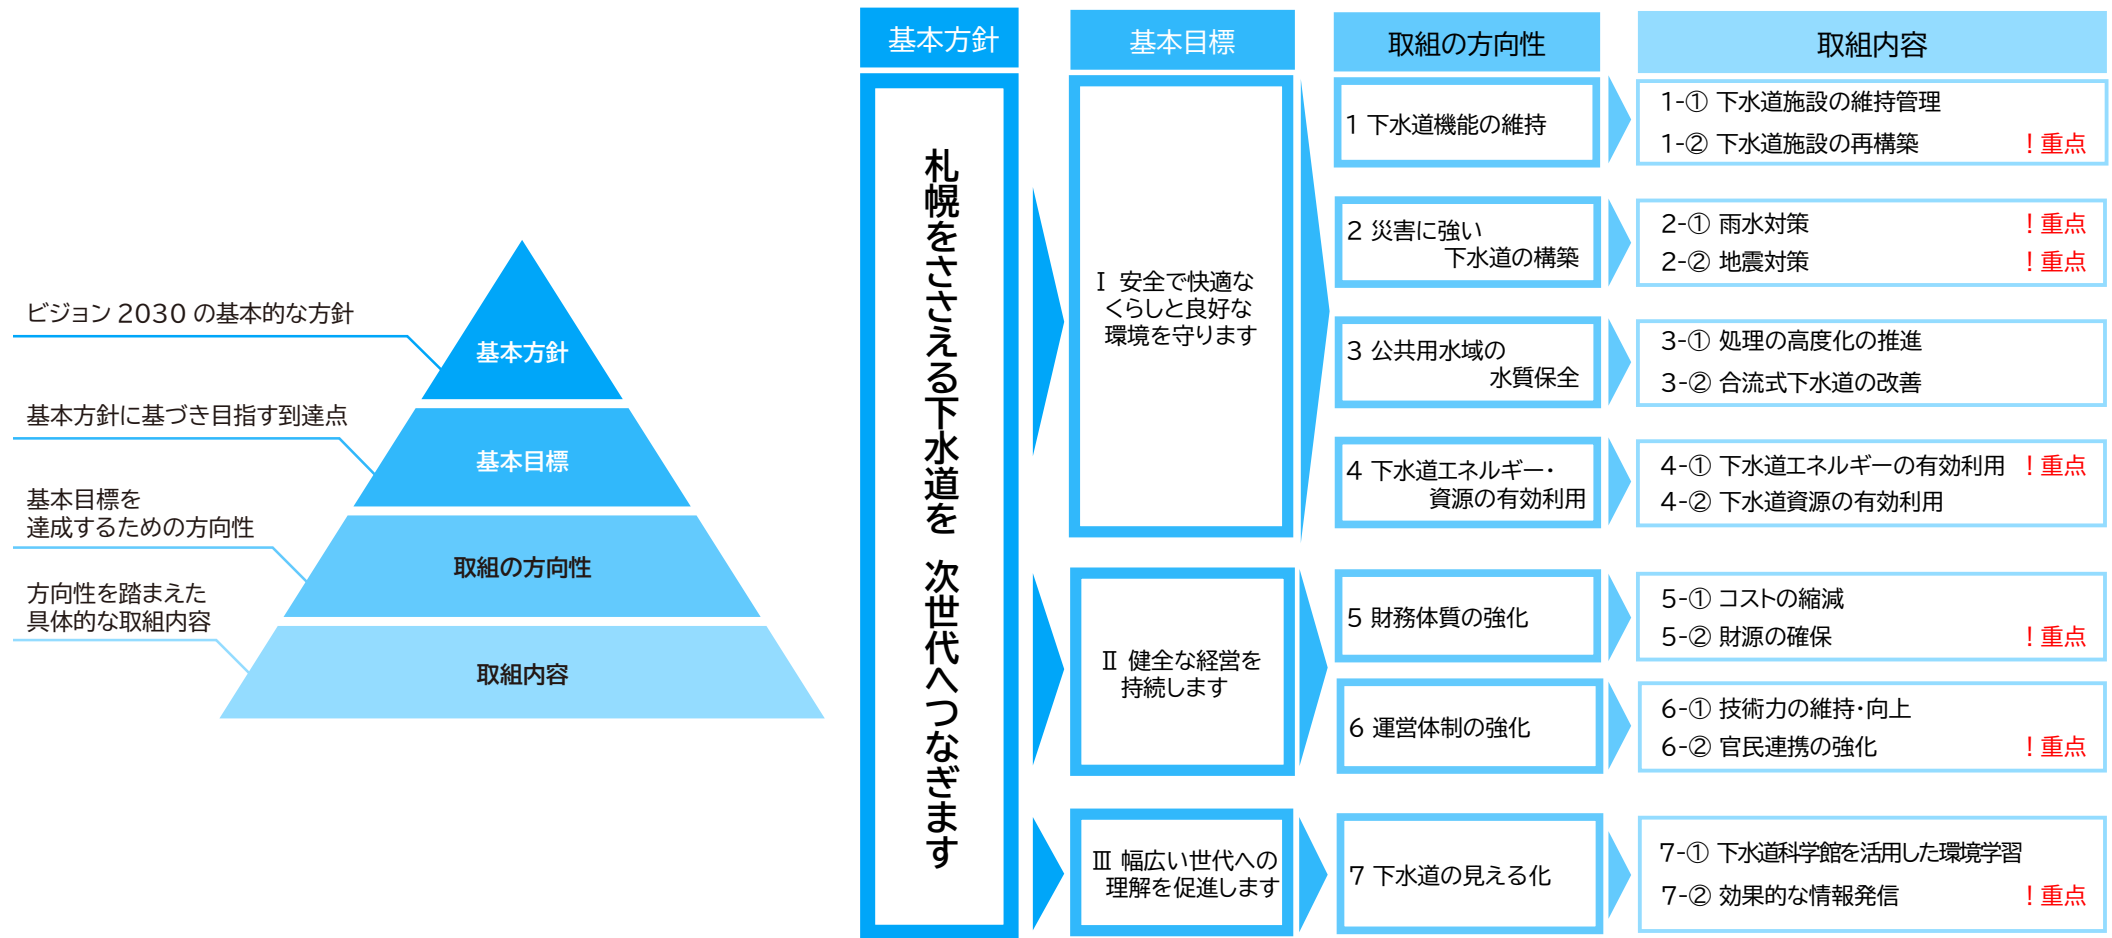 ビジョン 2030 の基本的な方針
基本方針に基づき目指す到達点
基本目標を
達成するための方向性
方向性を踏まえた
具体的な取組内容
基本方針
基本目標
取組の方向性
取組内容
基本方針
札幌をささえる下水道を 次世代へつなぎます
基本目標
Ⅰ 安全で快適な
くらしと良好な
環境を守ります
Ⅱ 健全な経営を
持続します
Ⅲ 幅広い世代への
理解を促進します
取組の方向性
1 下水道機能の維持
2 災害に強い
下水道の構築
3 公共用水域の
水質保全
4 下水道エネルギー・
資源の有効利用
5 財務体質の強化
6 運営体制の強化
7 下水道の見える化
取組内容
1-① 下水道施設の維持管理
1-② 下水道施設の再構築 ！重点
2-① 雨水対策 ！重点
2-② 地震対策 ！重点
3-① 処理の高度化の推進
3-② 合流式下水道の改善
4-① 下水道エネルギーの有効利用 ！重点
4-② 下水道資源の有効利用
5-① コストの縮減
5-② 財源の確保 ！重点
6-① 技術力の維持・向上
6-② 官民連携の強化 ！重点
7-① 下水道科学館を活用した環境学習
7-② 効果的な情報発信 ！重点